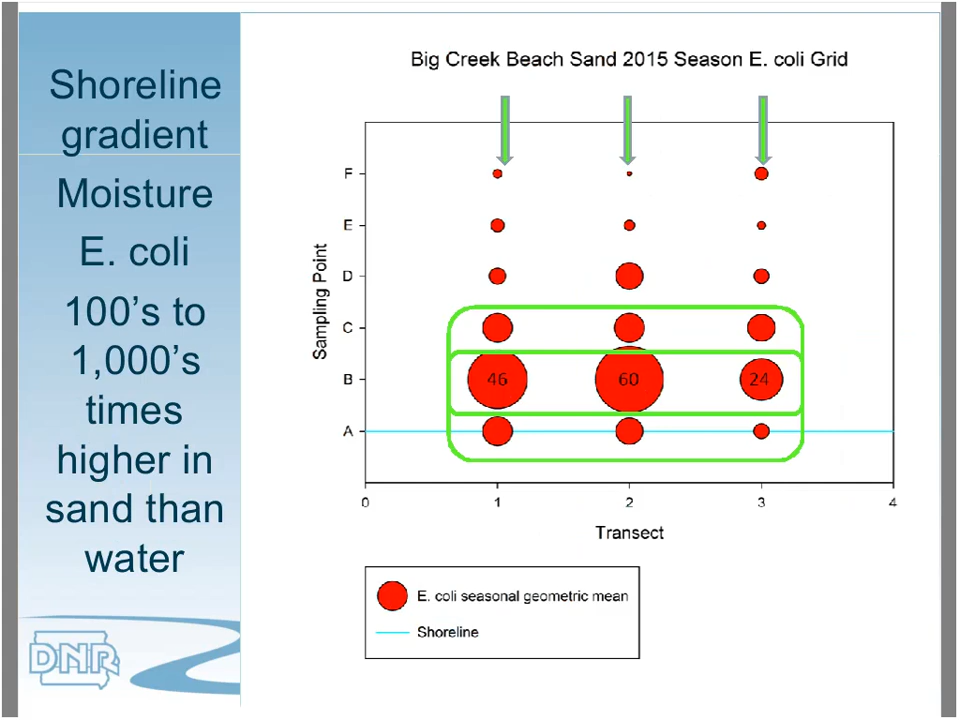 Shoreline
gradient
Moisture
E. coli
100’s to
1,000’s
times
higher in
sand than
water
DNR
Big Creek Beach Sand 2015 Season E. coli Grid
Sampling Point
F
E
D
C
B
A
46
60
24
0
1
2
3
4
Transect
E. coli seasonal geometric mean
Shoreline